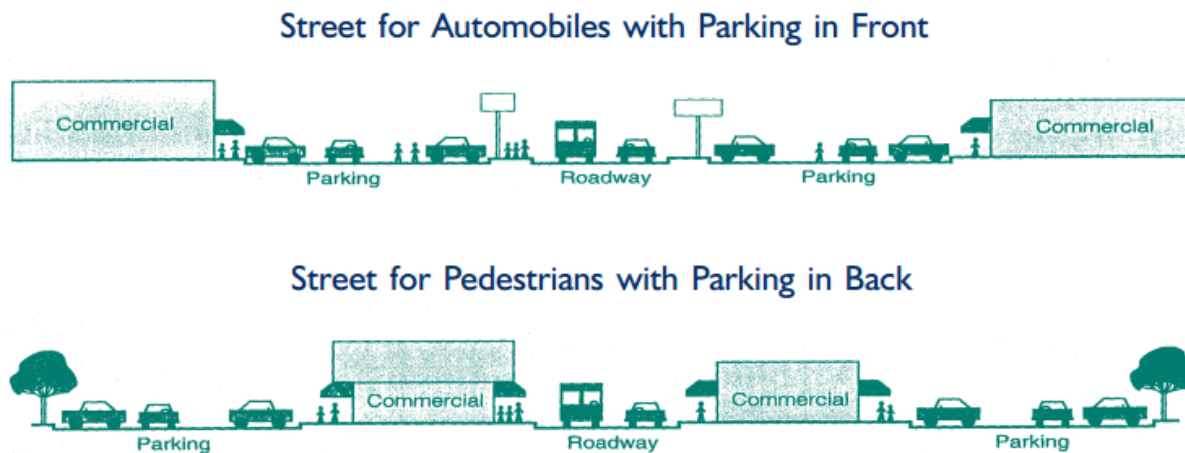 Street for Automobiles with Parking in Front
Commercial
Commercial
Parking
Roadway
Parking
Street for Pedestrians with Parking in Back
Commercial
Commercial
Parking
Roadway
Parking